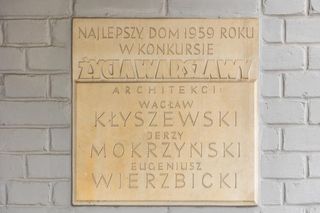 NAJLEPSZY DOM 1959 ROKU
W KONKURSIE
ŻYCIA WARSZAWY
ARCHITEKCI:
WACŁAW
KŁYSZEWSKI
JERZY
MOKRZYŃSKI
EUGENIUSZ
WIERZBICKI